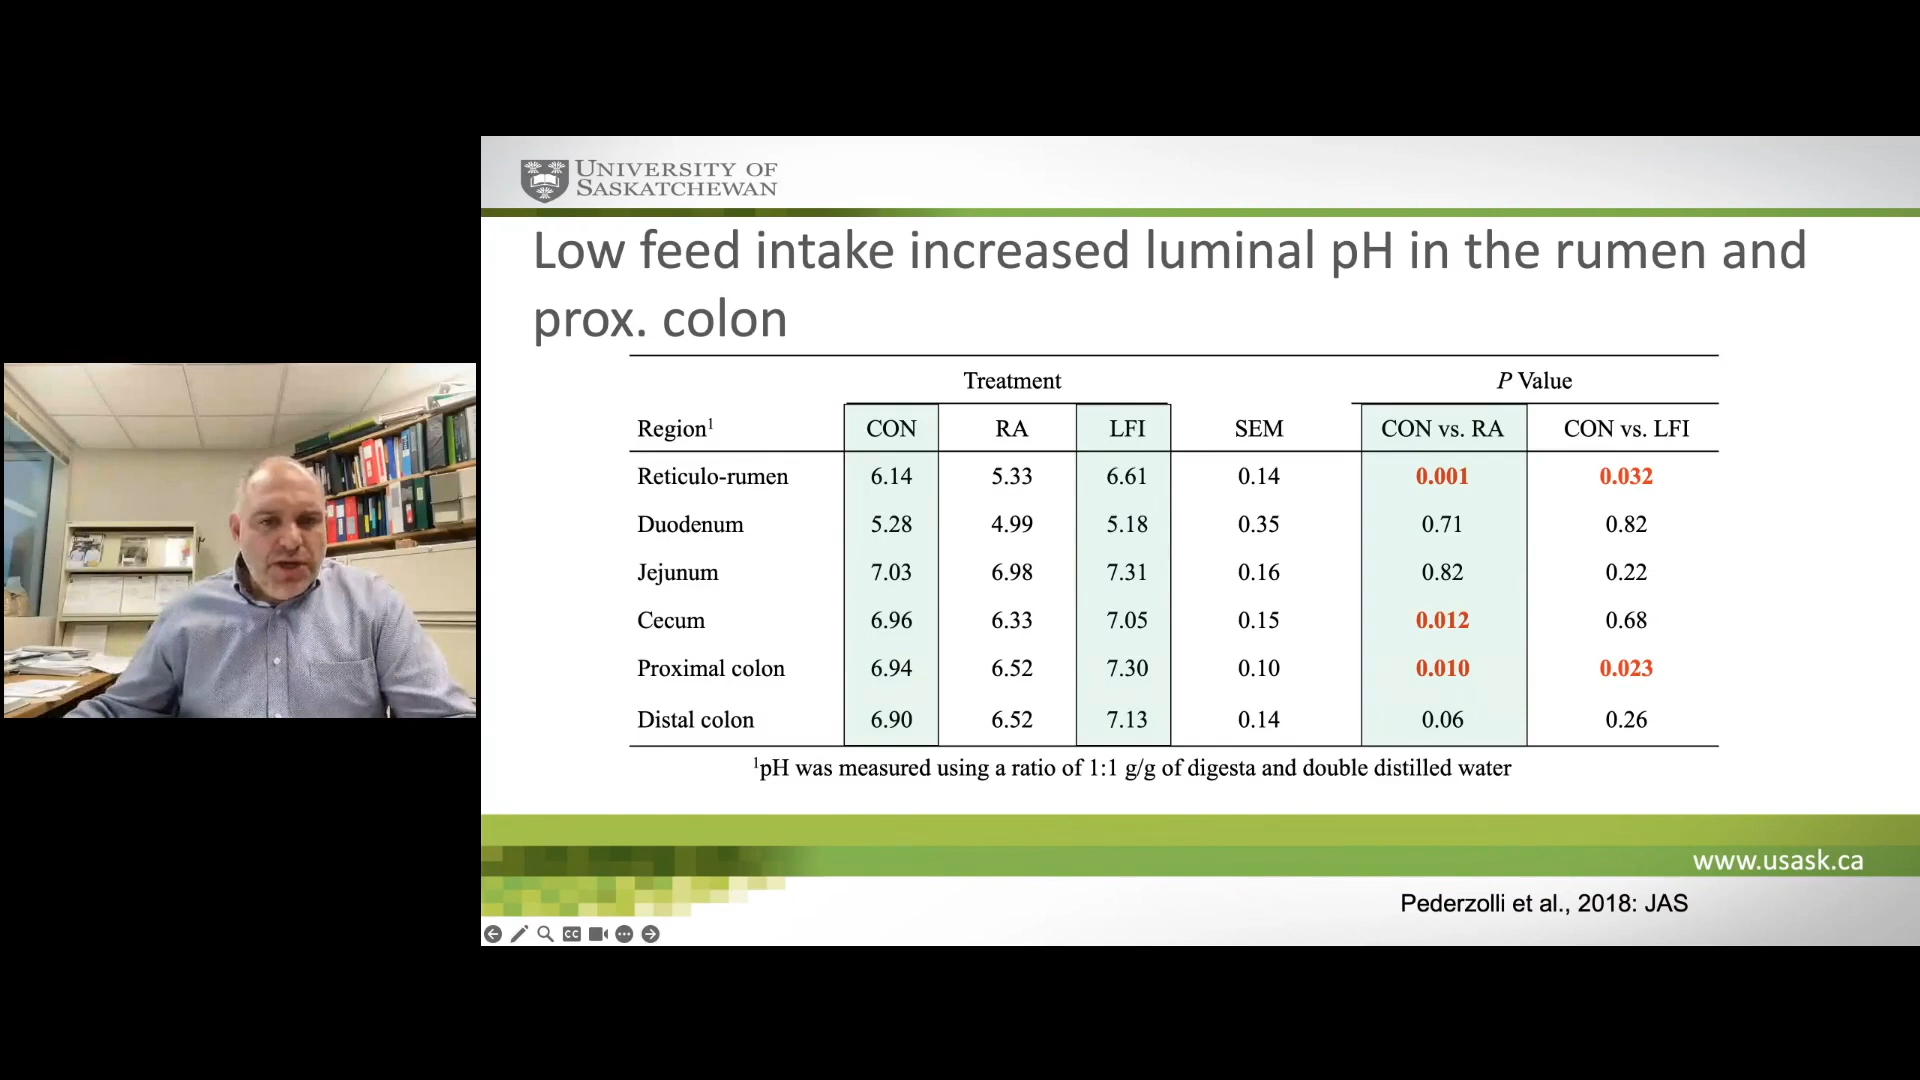 UNIVERSITY OF
SASKATCHEWAN
Low feed intake increased luminal pH in the rumen and
prox. colon
Treatment P Value
Region1 CON RA LFI SEM CON vs. RA CON vs. LFI
Reticulo-rumen 6.14 5.33 6.61 0.14 0.001 0.032
Duodenum 5.28 4.99 5.18 0.35 0.71 0.82
Jejunum 7.03 6.98 7.31 0.16 0.82 0.22
Cecum 6.96 6.33 7.05 0.15 0.012 0.68
Proximal colon 6.94 6.52 7.30 0.10 0.010 0.023
Distal colon 6.90 6.52 7.13 0.14 0.06 0.26
1pH was measured using a ratio of 1:1 g/g of digesta and double distilled water
www.usask.ca
Pederzolli et al., 2018: JAS
CC